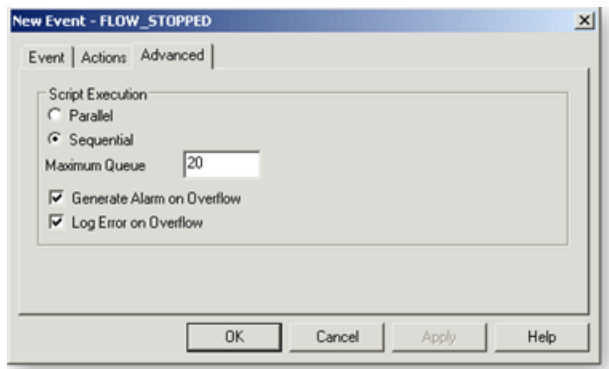 New Event - FLOW_STOPPED
Event Actions Advanced
Script Execution
Parallel
Sequential
Maximum Queue 20
Generate Alarm on Overflow
Log Error on Overflow
OK Cancel Apply Help